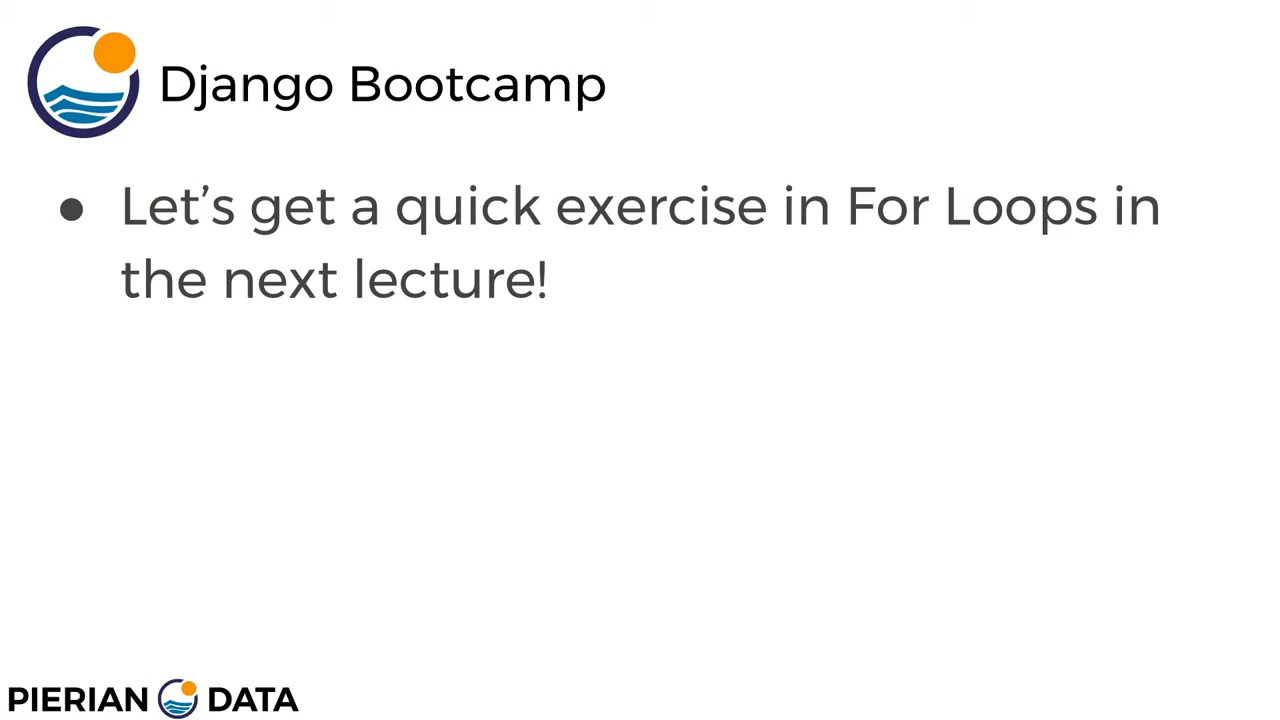 Django Bootcamp
● Let’s get a quick exercise in For Loops in
the next lecture!
PIERIAN DATA